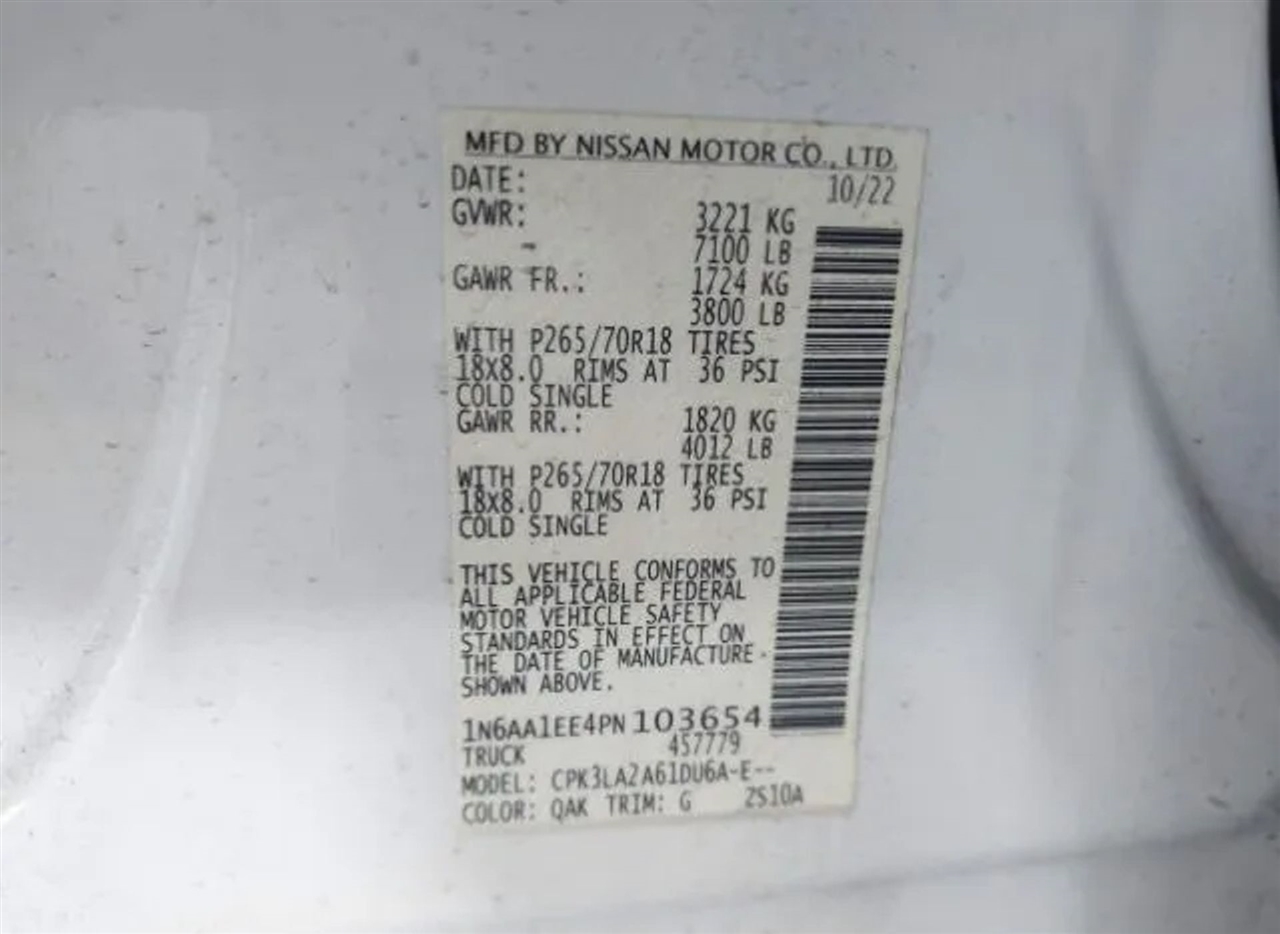 MFD BY NISSAN MOTOR CO., LTD.
DATE: 10/22
GVWR: 3221 KG
- 7100 LB
GAWR FR.: 1724 KG
3800 LB
WITH P265/70R18 TIRES
18X8.0 RIMS AT 36 PSI
COLD SINGLE
GAWR RR.: 1820 KG
4012 LB
WITH P265/70R18 TIRES
18X8.0 RIMS AT 36 PSI
COLD SINGLE
THIS VEHICLE CONFORMS TO
ALL APPLICABLE FEDERAL
MOTOR VEHICLE SAFETY
STANDARDS IN EFFECT ON
THE DATE OF MANUFACTURE
SHOWN ABOVE.
1N6AA1EE4PN103654
TRUCK 457779
MODEL: CPK3LA2A61DU6A-E--
COLOR: QAK TRIM: G 2S10A